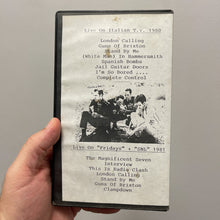 Live On Italian T.V. 1980
London Calling
Guns Of Brixton
Stand By Me
(White Man) In Hammersmith
Spanish Bombs
Jail Guitar Doors
I'm So Bored ...
Complete Control
Live On "Fridays" + "SNL" 1981
The Magnificent Seven
Interview
This Is Radio Clash
London Calling
Stand By Me
Guns Of Brixton
Clampdown